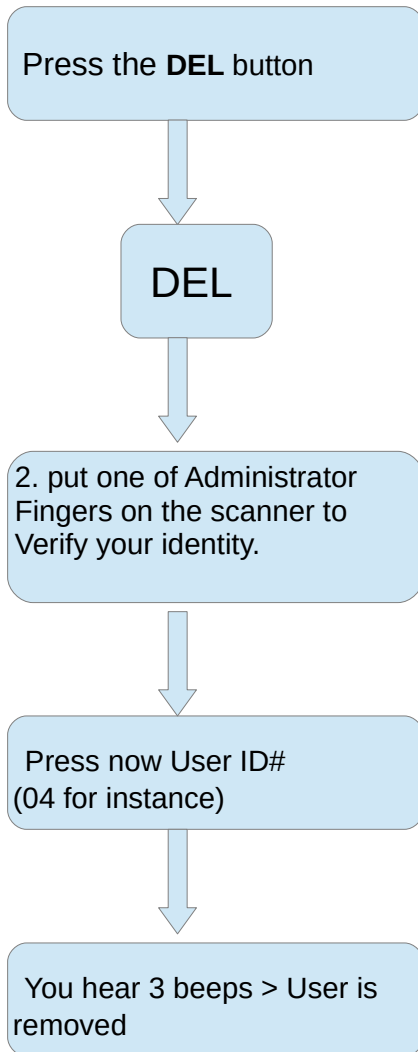 Press the DEL button
DEL
2. put one of Administrator
Fingers on the scanner to
Verify your identity.
Press now User ID#
(04 for instance)
You hear 3 beeps > User is
removed